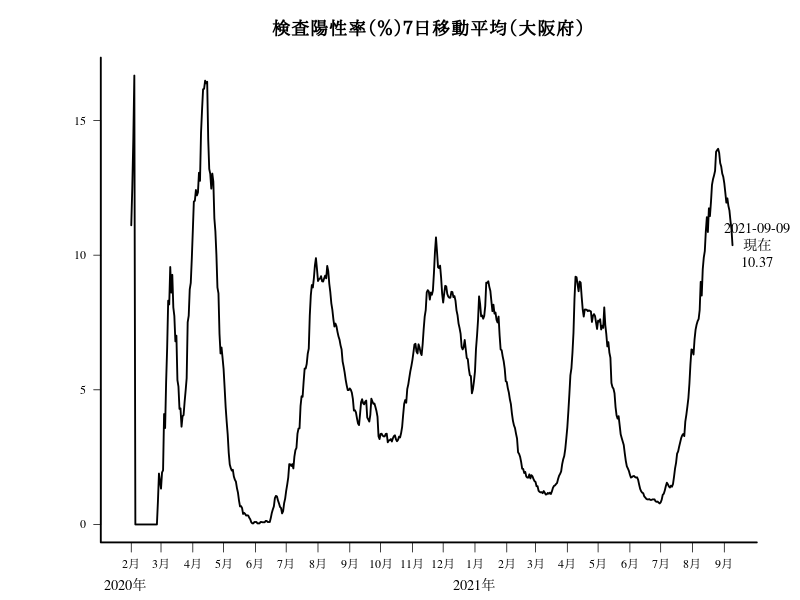 検査陽性率(%)7日移動平均(大阪府)
15
10
5
0
2021-09-09
現在
10.37
2月 3月 4月 5月 6月 7月 8月 9月 10月 11月 12月 1月 2月 3月 4月 5月 6月 7月 8月 9月
2020年 2021年